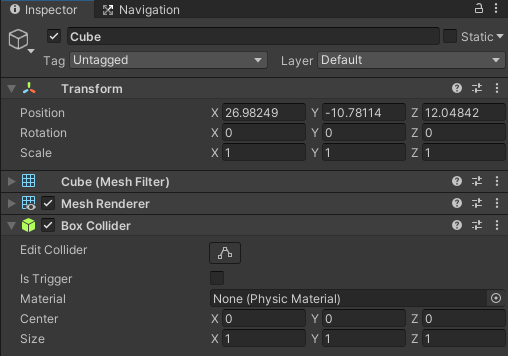 Inspector Navigation
Cube Static
Tag Untagged Layer Default
Transform
Position X 26.98249 Y -10.78114 Z 12.04842
Rotation X 0 Y 0 Z 0
Scale X 1 Y 1 Z 1
Cube (Mesh Filter)
Mesh Renderer
Box Collider
Edit Collider
Is Trigger
Material None (Physic Material)
Center X 0 Y 0 Z 0
Size X 1 Y 1 Z 1